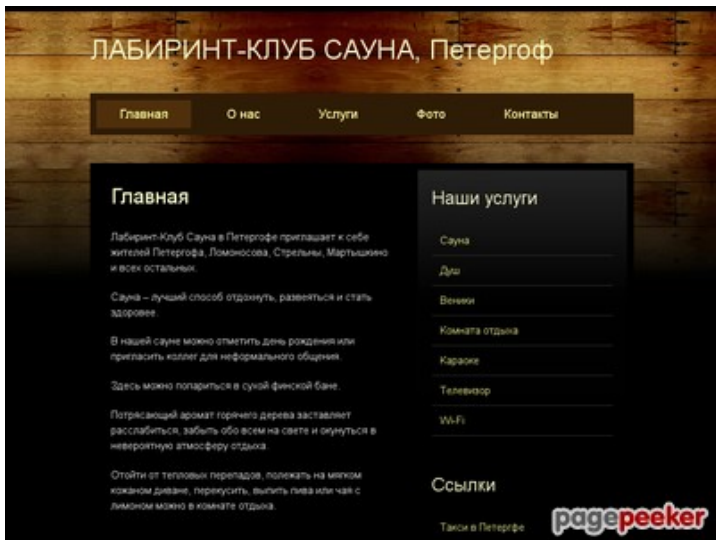 ЛАБИРИНТ-КЛУБ САУНА, Петергоф
Главная
О нас
Услуги
Фото
Контакты
Главная
Лабиринт-Клуб Сауна в Петергофе приглашает к себе
жителей Петергофа, Ломоносова, Стрельны, Мартышкино
и всех остальных.
Сауна – лучший способ отдохнуть, развеяться и стать
здоровее.
В нашей сауне можно отметить день рождения или
пригласить коллег для неформального общения.
Здесь можно попариться в сухой финской бане.
Потрясающий аромат горячего дерева заставляет
расслабиться, забыть обо всем на свете и окунуться в
невероятную атмосферу отдыха.
Отойти от тепловых перепадов, полежать на мягком
кожаном диване, перекусить, выпить пива или чая с
лимоном можно в комнате отдыха.
Наши услуги
Сауна
Душ
Веники
Комната отдыха
Караоке
Телевизор
Wi-Fi
Ссылки
Такси в Петергфе
pagepeeker